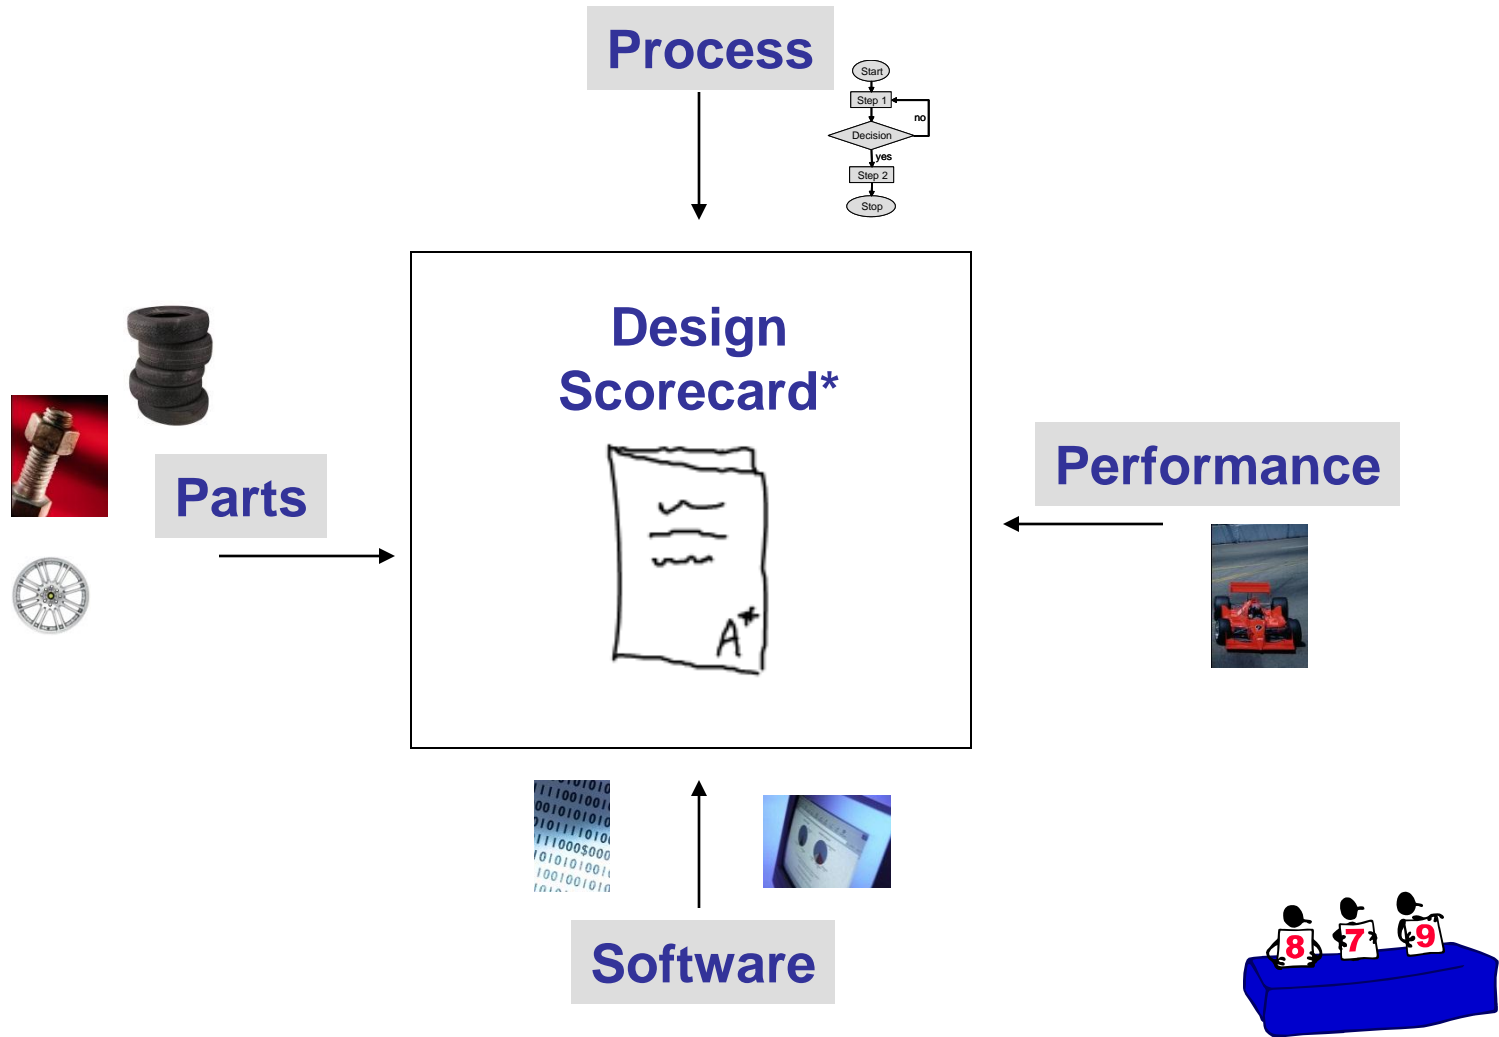 Process
Start
Step 1
no
Decision
yes
Step 2
Stop
Design
Scorecard*
Parts
Performance
A+
Software
8
7
9